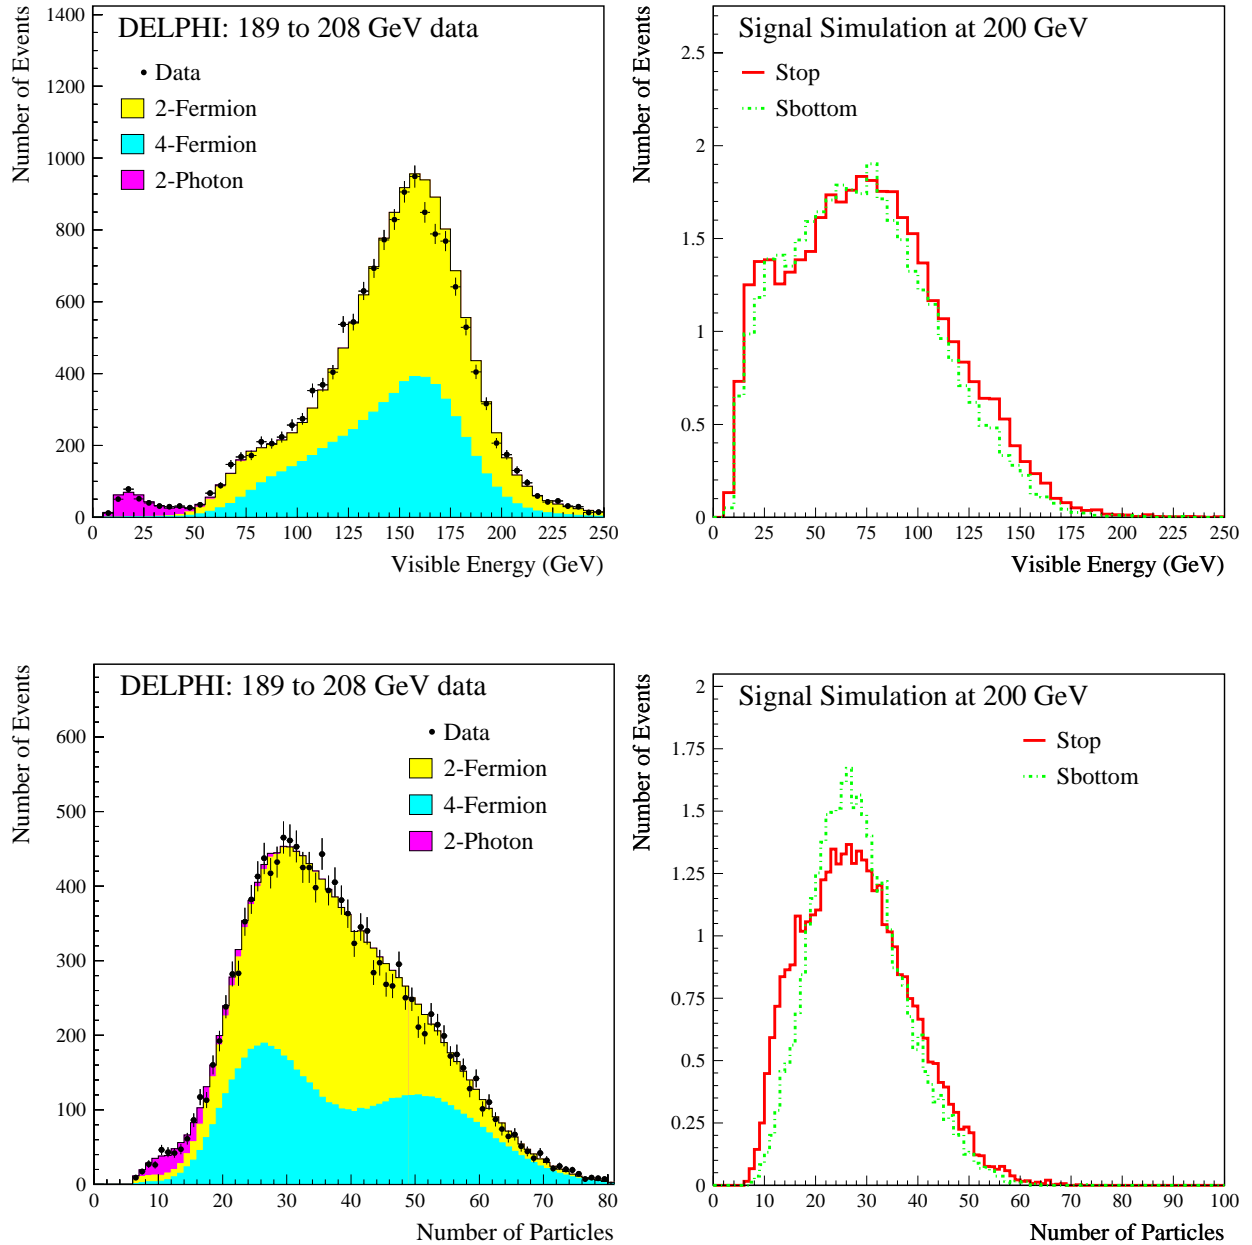 DELPHI: 189 to 208 GeV data
Number of Events
Data
2-Fermion
4-Fermion
2-Photon
1400
1200
1000
800
600
400
200
0
0 25 50 75 100 125 150 175 200 225 250
Visible Energy (GeV)
Signal Simulation at 200 GeV
Number of Events
Stop
Sbottom
2.5
2
1.5
1
0.5
0
0 25 50 75 100 125 150 175 200 225 250
Visible Energy (GeV)
DELPHI: 189 to 208 GeV data
Number of Events
Data
2-Fermion
4-Fermion
2-Photon
600
500
400
300
200
100
0
0 10 20 30 40 50 60 70 80
Number of Particles
Signal Simulation at 200 GeV
Number of Events
Stop
Sbottom
2
1.75
1.5
1.25
1
0.75
0.5
0.25
0
0 10 20 30 40 50 60 70 80 90 100
Number of Particles